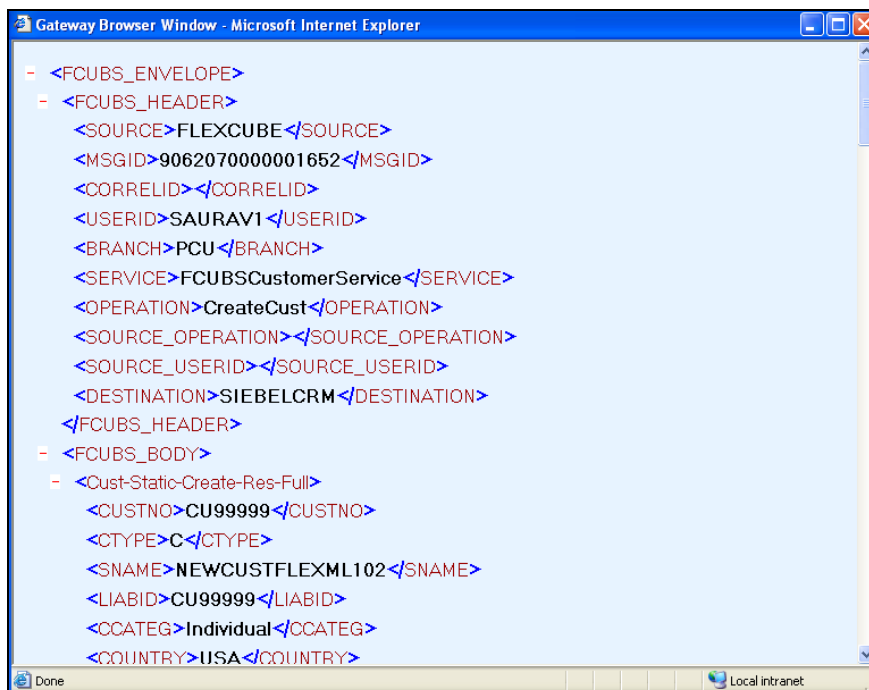 Gateway Browser Window - Microsoft Internet Explorer
- <FCUBS_ENVELOPE>
- <FCUBS_HEADER>
<SOURCE>FLEXCUBE</SOURCE>
<MSGID>9062070000001652</MSGID>
<CORRELID></CORRELID>
<USERID>SAURAV1</USERID>
<BRANCH>PCU</BRANCH>
<SERVICE>FCUBSCustomerService</SERVICE>
<OPERATION>CreateCust</OPERATION>
<SOURCE_OPERATION></SOURCE_OPERATION>
<SOURCE_USERID></SOURCE_USERID>
<DESTINATION>SIEBELCRM</DESTINATION>
</FCUBS_HEADER>
- <FCUBS_BODY>
- <Cust-Static-Create-Res-Full>
<CUSTNO>CU99999</CUSTNO>
<CTYPE>C</CTYPE>
<SNAME>NEWCUSTFLEXML102</SNAME>
<LIABID>CU99999</LIABID>
<CCATEG>Individual</CCATEG>
<COUNTRY>USA</COUNTRY>
Done Local intranet